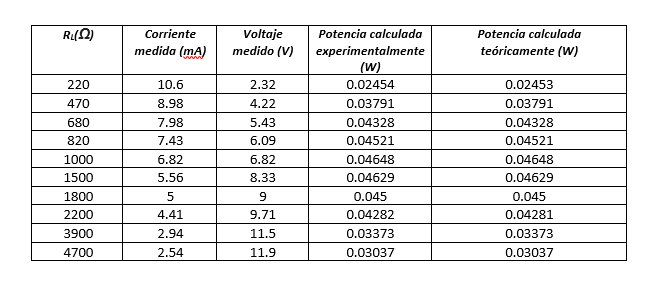 RL(Ω) Corriente medida (mA) Voltaje medido (V) Potencia calculada experimentalmente (W) Potencia calculada teóricamente (W)
220 10.6 2.32 0.02454 0.02453
470 8.98 4.22 0.03791 0.03791
680 7.98 5.43 0.04328 0.04328
820 7.43 6.09 0.04521 0.04521
1000 6.82 6.82 0.04648 0.04648
1500 5.56 8.33 0.04629 0.04629
1800 5 9 0.045 0.045
2200 4.41 9.71 0.04282 0.04281
3900 2.94 11.5 0.03373 0.03373
4700 2.54 11.9 0.03037 0.03037